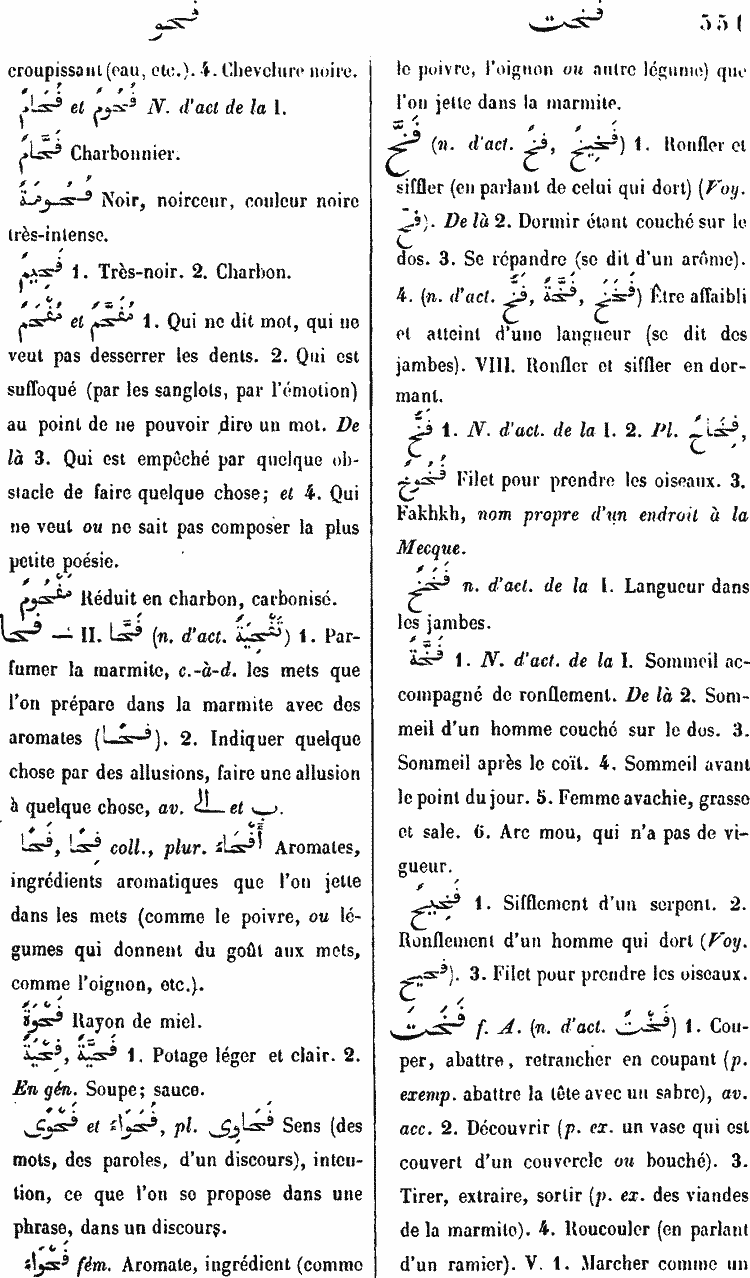 فحو
فخت
551
croupissant (eau, etc.). 4. Chevelure noire.
فُحَامٌ et فُحُومٌ N. d'act de la I.
فَحَّامٌ Charbonnier.
فُحُومَةٌ Noir, noirceur, couleur noire
très-intense.
فَحِيمٌ 1. Très-noir. 2. Charbon.
مُفْحَمٌ et 1. Qui ne dit mot, qui ne
veut pas desserrer les dents. 2. Qui est
suffoqué (par les sanglots, par l'émotion)
au point de ne pouvoir dire un mot. De
là 3. Qui est empêché par quelque ob-
stacle de faire quelque chose; et 4. Qui
ne veut ou ne sait pas composer la plus
petite poésie.
مَفْحُومٌ Réduit en charbon, carbonisé.
فحا — II. فَحَّا (n. d'act. تَفْحِيَةٌ) 1. Par-
fumer la marmite, c.-à-d. les mets que
l'on prépare dans la marmite avec des
aromates (فحا). 2. Indiquer quelque
chose par des allusions, faire une allusion
à quelque chose, av. الى et ب.
فَحًا, فِحًا coll., plur. أَفْحَاءٌ Aromates,
ingrédients aromatiques que l'on jette
dans les mets (comme le poivre, ou lé-
gumes qui donnent du goût aux mets,
comme l'oignon, etc.).
فَحْوَةٌ Rayon de miel.
فَحْيَةٌ, فَحِيَّةٌ 1. Potage léger et clair. 2.
En gén. Soupe; sauce.
فَحْوَى et فَحْوَاءُ, pl. فَحَاوِى Sens (des
mots, des paroles, d'un discours), inten-
tion, ce que l'on se propose dans une
phrase, dans un discours.
فَحْوَاءُ fém. Aromate, ingrédient (comme
le poivre, l'oignon ou autre légume) que
l'on jette dans la marmite.
فَخَّ (n. d'act. فَخٌّ, فَخِيخٌ) 1. Ronfler et
siffler (en parlant de celui qui dort) (Voy.
فح). De là 2. Dormir étant couché sur le
dos. 3. Se répandre (se dit d'un arôme).
4. (n. d'act. فَخٌّ, فَخَّةٌ, فَخَخٌ) Être affaibli
et atteint d'une langueur (se dit des
jambes). VIII. Ronfler et siffler en dor-
mant.
فَخٌّ 1. N. d'act. de la I. 2. Pl. فِخَاخٌ,
فُخُوخٌ Filet pour prendre les oiseaux. 3.
Fakhkh, nom propre d'un endroit à la
Mecque.
فَخَخٌ n. d'act. de la I. Langueur dans
les jambes.
فَخَّةٌ 1. N. d'act. de la I. Sommeil ac-
compagné de ronflement. De là 2. Som-
meil d'un homme couché sur le dos. 3.
Sommeil après le coït. 4. Sommeil avant
le point du jour. 5. Femme avachie, grasse
et sale. 6. Arc mou, qui n'a pas de vi-
gueur.
فَخِيخٌ 1. Sifflement d'un serpent. 2.
Ronflement d'un homme qui dort (Voy.
فحيح). 3. Filet pour prendre les oiseaux.
فَخَتَ f. A. (n. d'act. فَخْتٌ) 1. Cou-
per, abattre, retrancher en coupant (p.
exemp. abattre la tête avec un sabre), av.
acc. 2. Découvrir (p. ex. un vase qui est
couvert d'un couvercle ou bouché). 3.
Tirer, extraire, sortir (p. ex. des viandes
de la marmite). 4. Roucouler (en parlant
d'un ramier). V. 1. Marcher comme un